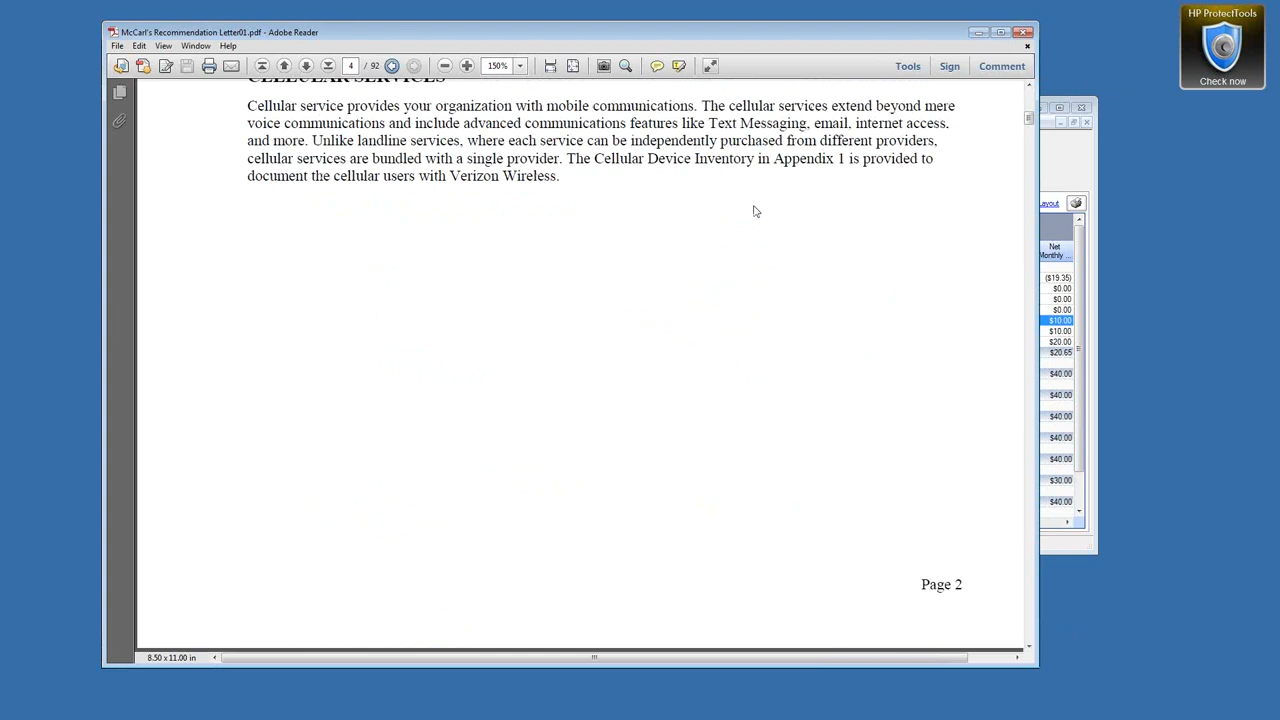 HP ProtectTools
Check now
McCarl's Recommendation Letter01.pdf - Adobe Reader
File Edit View Window Help
4 / 92 150% Tools Sign Comment
CELLULAR SERVICES
Cellular service provides your organization with mobile communications. The cellular services extend beyond mere
voice communications and include advanced communications features like Text Messaging, email, internet access,
and more. Unlike landline services, where each service can be independently purchased from different providers,
cellular services are bundled with a single provider. The Cellular Device Inventory in Appendix 1 is provided to
document the cellular users with Verizon Wireless.
Page 2
8.50 x 11.00 in
Layout
Net
Monthly ...
($19.35)
$0.00
$0.00
$0.00
$10.00
$10.00
$20.00
$20.65
$40.00
$40.00
$40.00
$40.00
$40.00
$30.00
$40.00